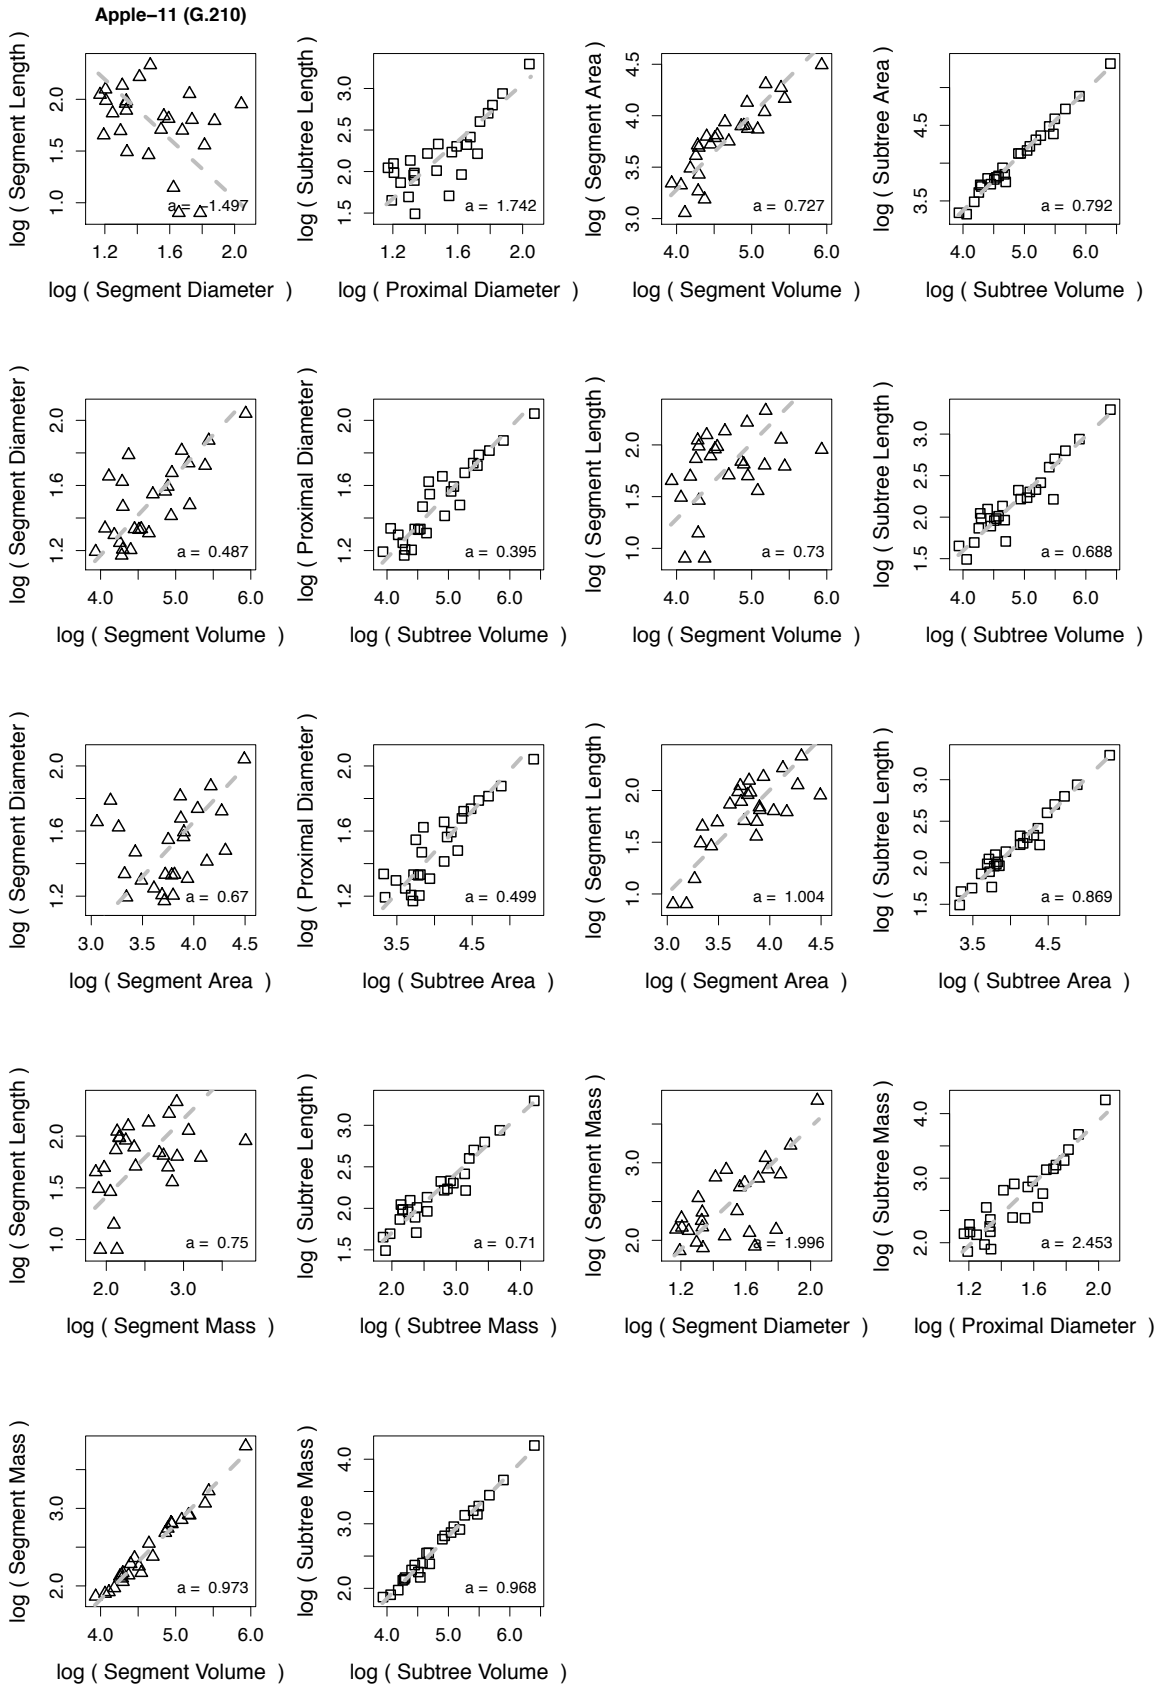 Apple−11 (G.210)
log ( Segment Length )
1.0 1.5 2.0
a = −1.497
1.2 1.6 2.0
log ( Segment Diameter )
log ( Subtree Length )
1.5 2.0 2.5 3.0
a = 1.742
1.2 1.6 2.0
log ( Proximal Diameter )
log ( Segment Area )
3.0 3.5 4.0 4.5
a = 0.727
4.0 5.0 6.0
log ( Segment Volume )
log ( Subtree Area )
3.5 4.5
a = 0.792
4.0 5.0 6.0
log ( Subtree Volume )
log ( Segment Diameter )
1.2 1.6 2.0
a = 0.487
4.0 5.0 6.0
log ( Segment Volume )
log ( Proximal Diameter )
1.2 1.6 2.0
a = 0.395
4.0 5.0 6.0
log ( Subtree Volume )
log ( Segment Length )
1.0 1.5 2.0
a = 0.73
4.0 5.0 6.0
log ( Segment Volume )
log ( Subtree Length )
1.5 2.0 2.5 3.0
a = 0.688
4.0 5.0 6.0
log ( Subtree Volume )
log ( Segment Diameter )
1.2 1.6 2.0
a = 0.67
3.0 3.5 4.0 4.5
log ( Segment Area )
log ( Proximal Diameter )
1.2 1.6 2.0
a = 0.499
3.5 4.5
log ( Subtree Area )
log ( Segment Length )
1.0 1.5 2.0
a = 1.004
3.0 3.5 4.0 4.5
log ( Segment Area )
log ( Subtree Length )
1.5 2.0 2.5 3.0
a = 0.869
3.5 4.5
log ( Subtree Area )
log ( Segment Length )
1.0 1.5 2.0
a = 0.75
2.0 3.0
log ( Segment Mass )
log ( Subtree Length )
1.5 2.0 2.5 3.0
a = 0.71
2.0 3.0 4.0
log ( Subtree Mass )
log ( Segment Mass )
2.0 3.0
a = 1.996
1.2 1.6 2.0
log ( Segment Diameter )
log ( Subtree Mass )
2.0 3.0 4.0
a = 2.453
1.2 1.6 2.0
log ( Proximal Diameter )
log ( Segment Mass )
2.0 3.0
a = 0.973
4.0 5.0 6.0
log ( Segment Volume )
log ( Subtree Mass )
2.0 3.0 4.0
a = 0.968
4.0 5.0 6.0
log ( Subtree Volume )